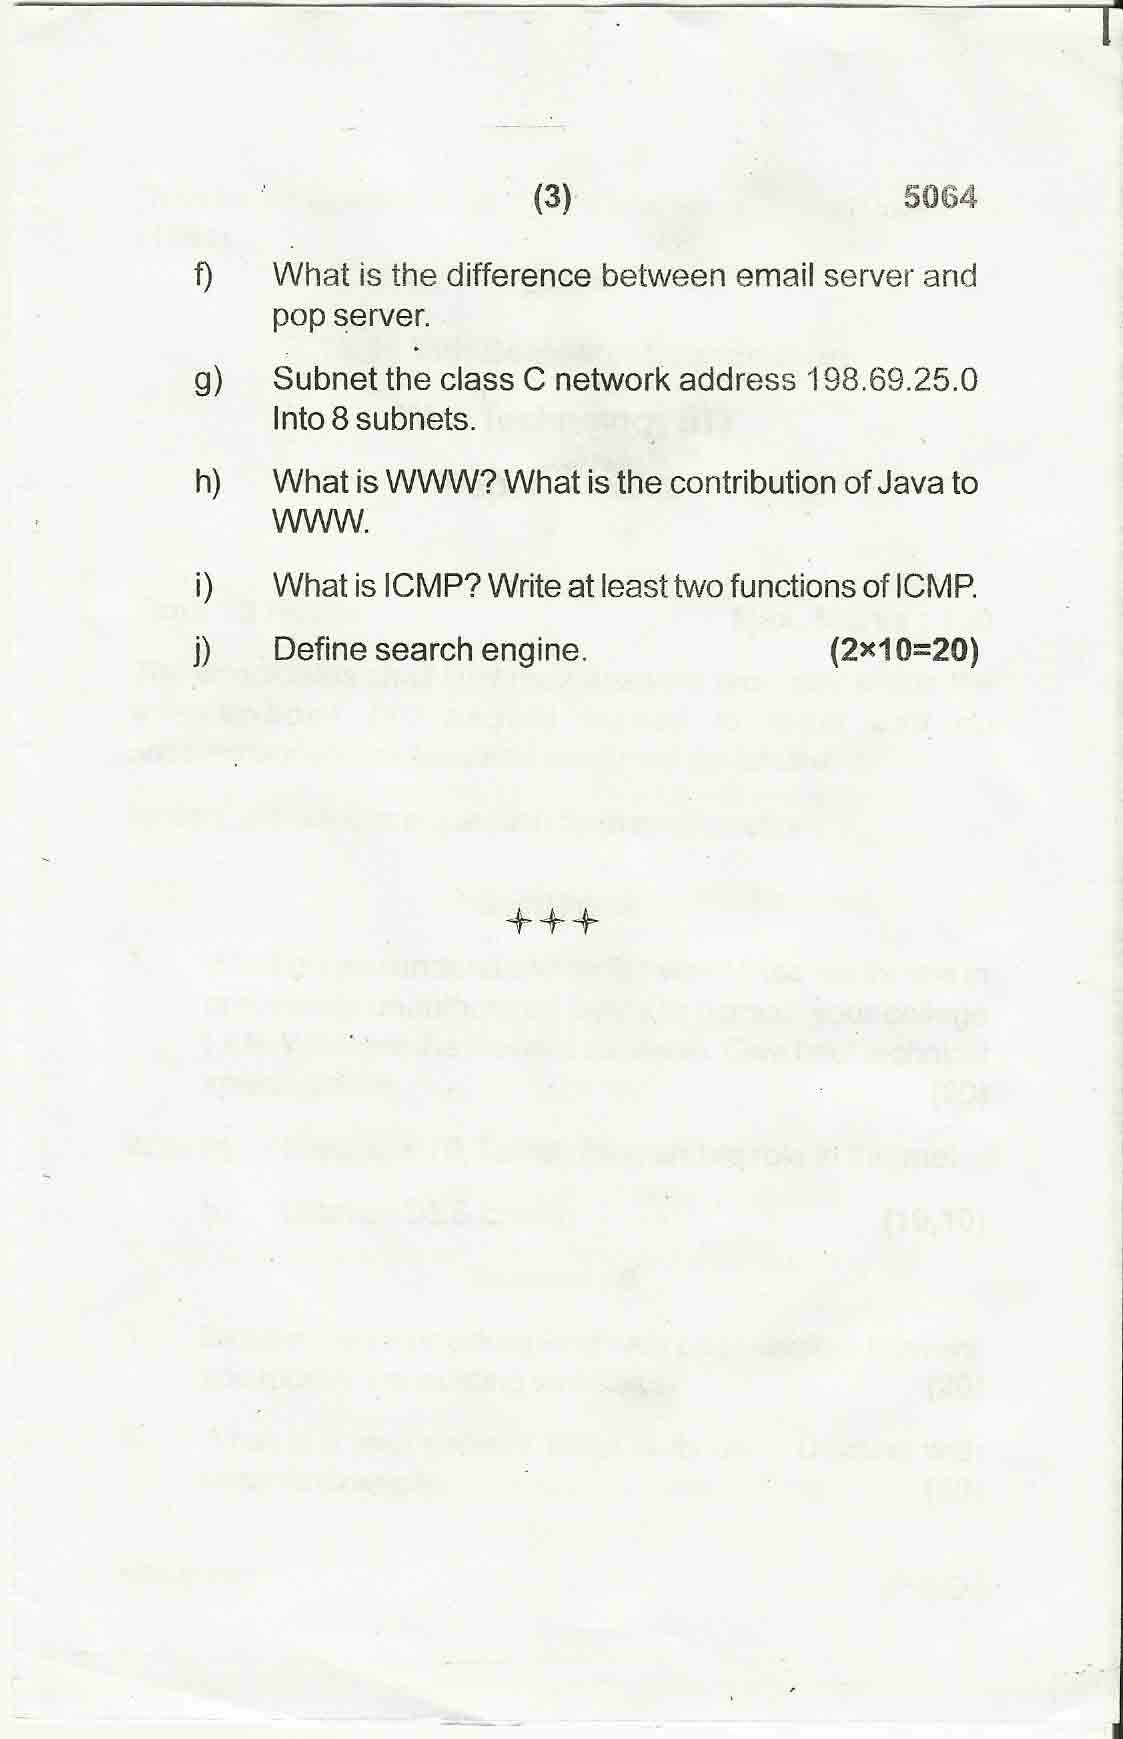 (3) 5064
f) What is the difference between email server and
pop server.
g) Subnet the class C network address 198.69.25.0
Into 8 subnets.
h) What is WWW? What is the contribution of Java to
WWW.
i) What is ICMP? Write at least two functions of ICMP.
j) Define search engine. (2×10=20)